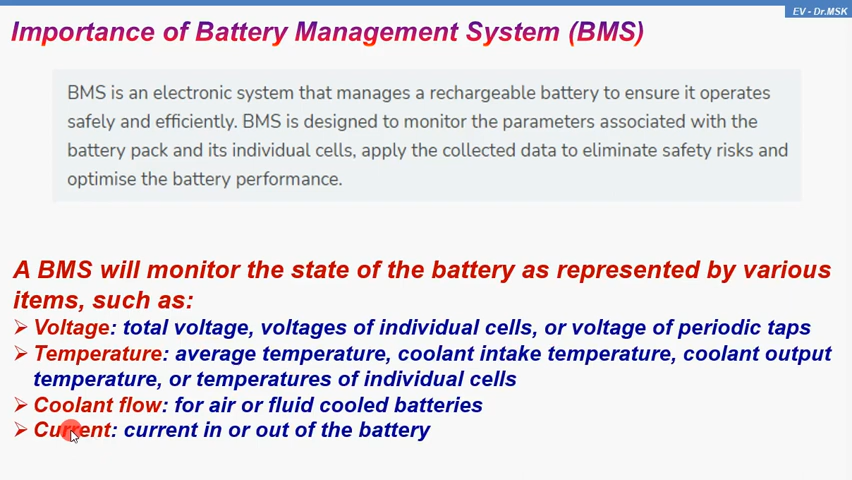 EV - Dr.MSK
Importance of Battery Management System (BMS)
BMS is an electronic system that manages a rechargeable battery to ensure it operates
safely and efficiently. BMS is designed to monitor the parameters associated with the
battery pack and its individual cells, apply the collected data to eliminate safety risks and
optimise the battery performance.
A BMS will monitor the state of the battery as represented by various
items, such as:
➢ Voltage: total voltage, voltages of individual cells, or voltage of periodic taps
➢ Temperature: average temperature, coolant intake temperature, coolant output
temperature, or temperatures of individual cells
➢ Coolant flow: for air or fluid cooled batteries
➢ Current: current in or out of the battery